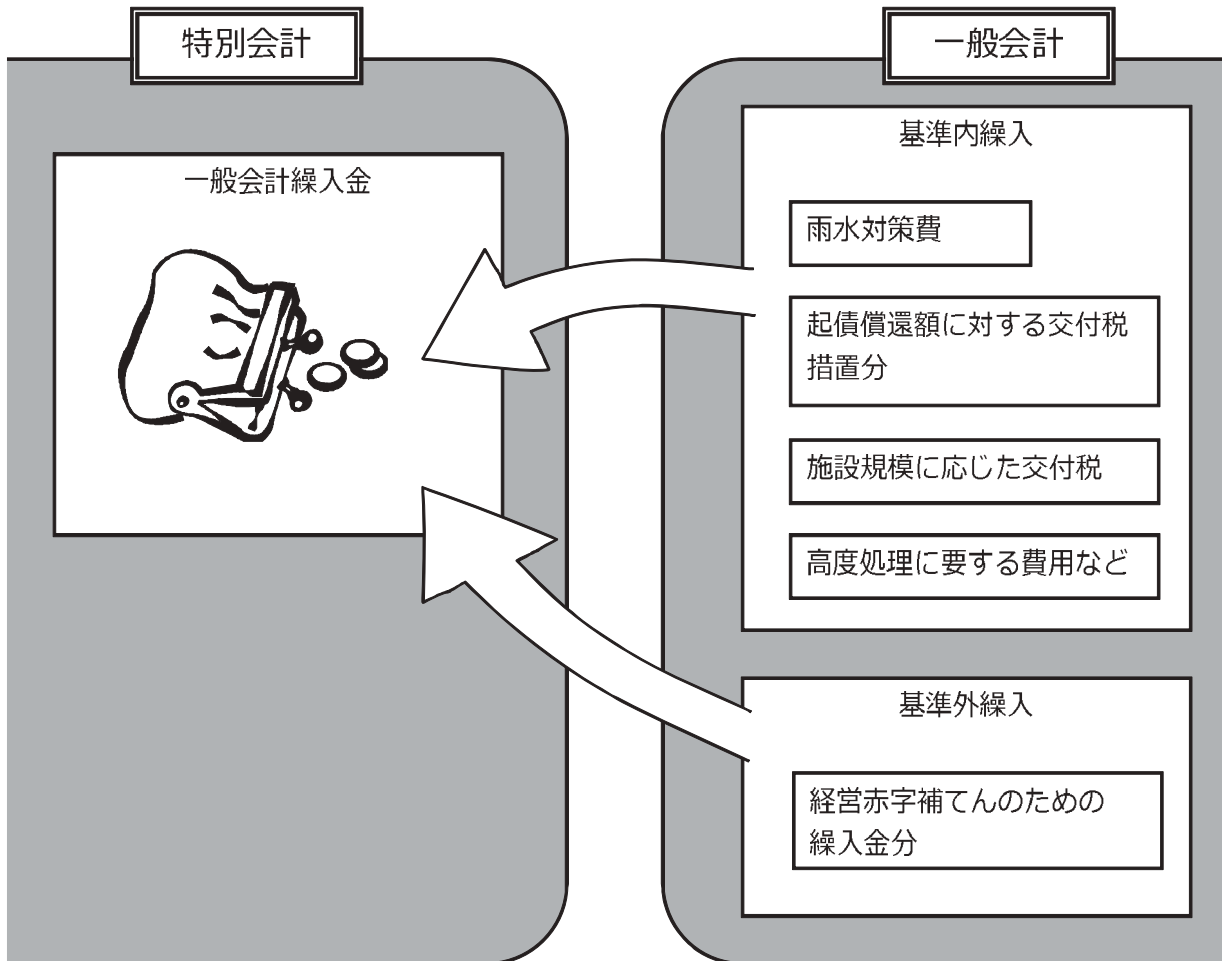 特別会計
一般会計繰入金
一般会計
基準内繰入
雨水対策費
起債償還額に対する交付税
措置分
施設規模に応じた交付税
高度処理に要する費用など
基準外繰入
経営赤字補てんのための
繰入金分